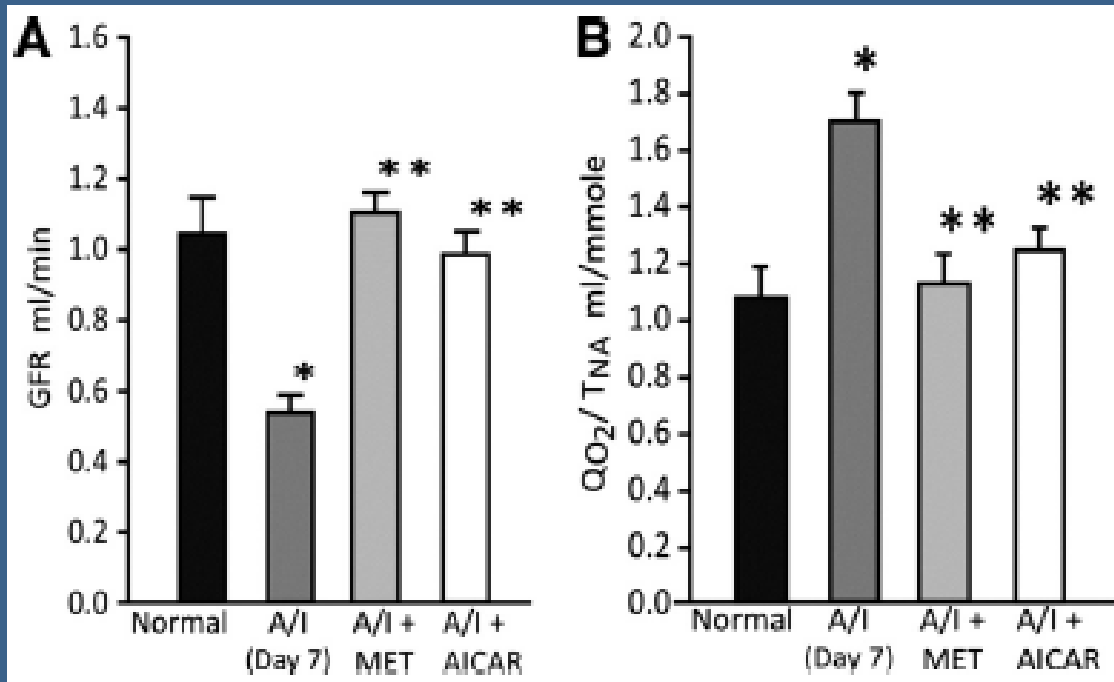 A
GFR ml/min
1.6
1.4
1.2
1.0
0.8
0.6
0.4
0.2
0.0
*
**
**
Normal
A/I
(Day 7)
A/I +
MET
A/I +
AICAR
B
QO₂/TNA ml/mmole
2.0
1.8
1.6
1.4
1.2
1.0
0.8
0.6
0.4
0.2
0.0
*
**
**
Normal
A/I
(Day 7)
A/I +
MET
A/I +
AICAR